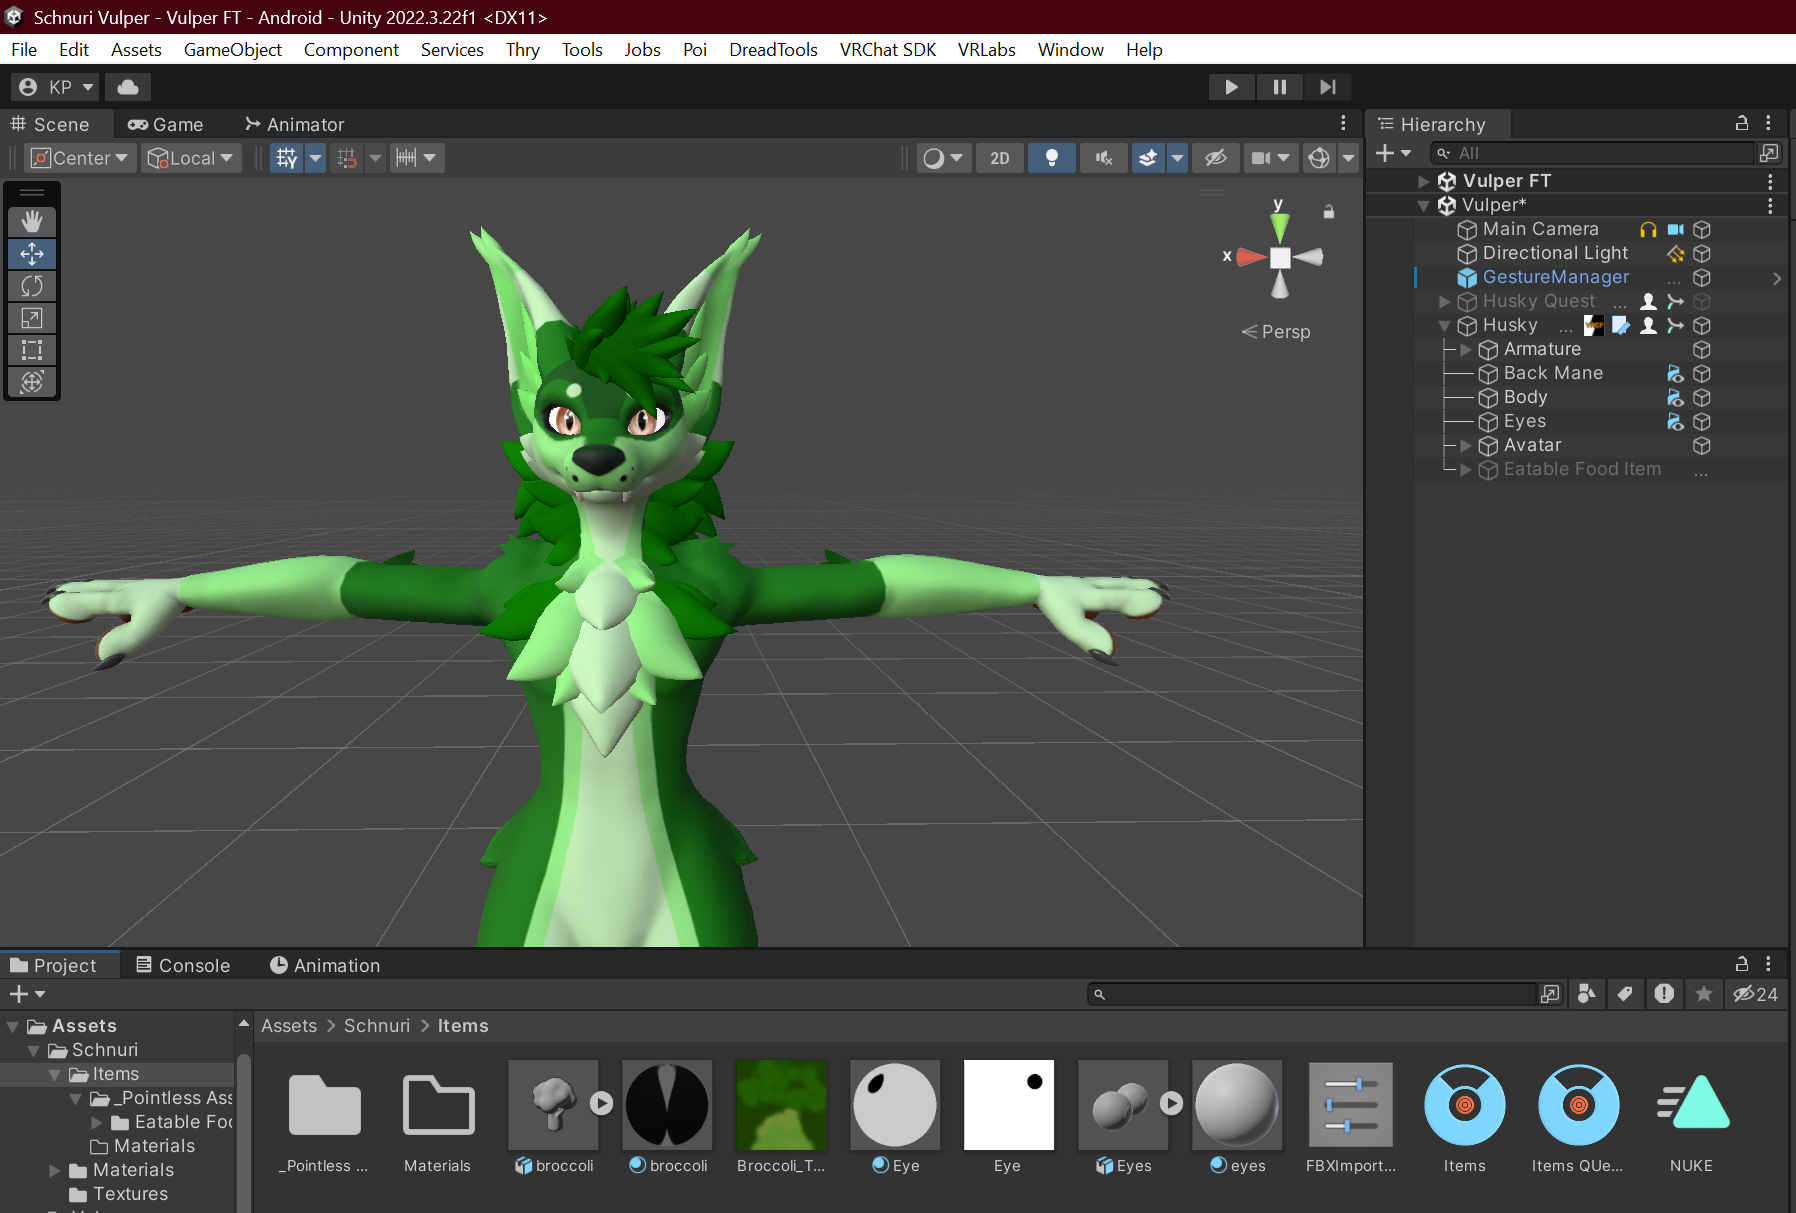 Schnuri Vulper - Vulper FT - Android - Unity 2022.3.22f1 <DX11>
File Edit Assets GameObject Component Services Thry Tools Jobs Poi DreadTools VRChat SDK VRLabs Window Help
KP
Scene Game Animator
Center Local 2D
y
x
Persp
Hierarchy
All
Vulper FT
Vulper*
Main Camera
Directional Light
GestureManager ...
Husky Quest ...
Husky ...
Armature
Back Mane
Body
Eyes
Avatar
Eatable Food Item ...
Project Console Animation
24
Assets
Schnuri
Items
_Pointless Ass
Eatable Foo
Materials
Materials
Textures
Assets > Schnuri > Items
_Pointless ... Materials broccoli broccoli Broccoli_T... Eye Eye Eyes eyes FBXImport... Items Items QUe... NUKE